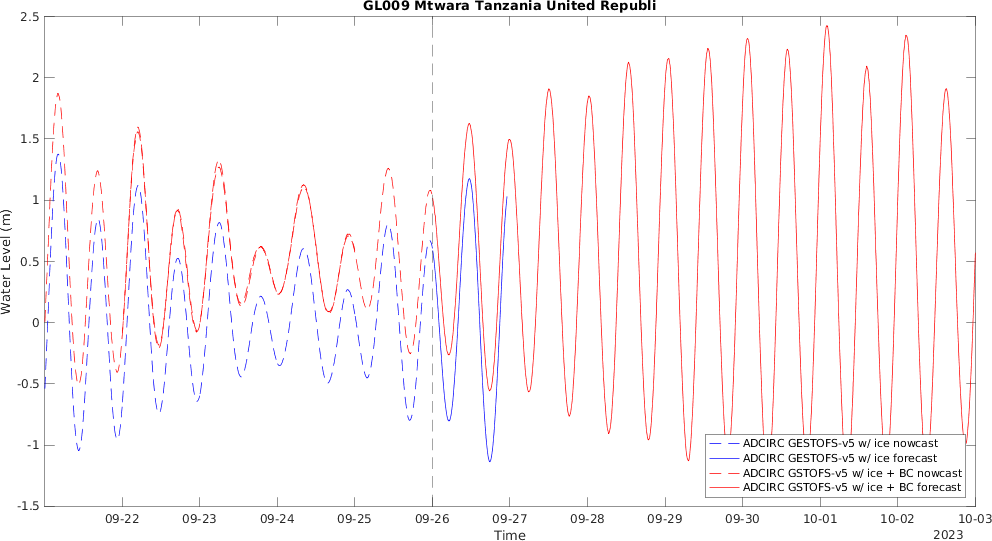 GL009 Mtwara Tanzania United Republi
2.5
2
1.5
1
0.5
0
-0.5
-1
-1.5
Water Level (m)
ADCIRC GESTOFS-v5 w/ ice nowcast
ADCIRC GESTOFS-v5 w/ ice forecast
ADCIRC GSTOFS-v5 w/ ice + BC nowcast
ADCIRC GSTOFS-v5 w/ ice + BC forecast
09-22 09-23 09-24 09-25 09-26 09-27 09-28 09-29 09-30 10-01 10-02 10-03
Time
2023